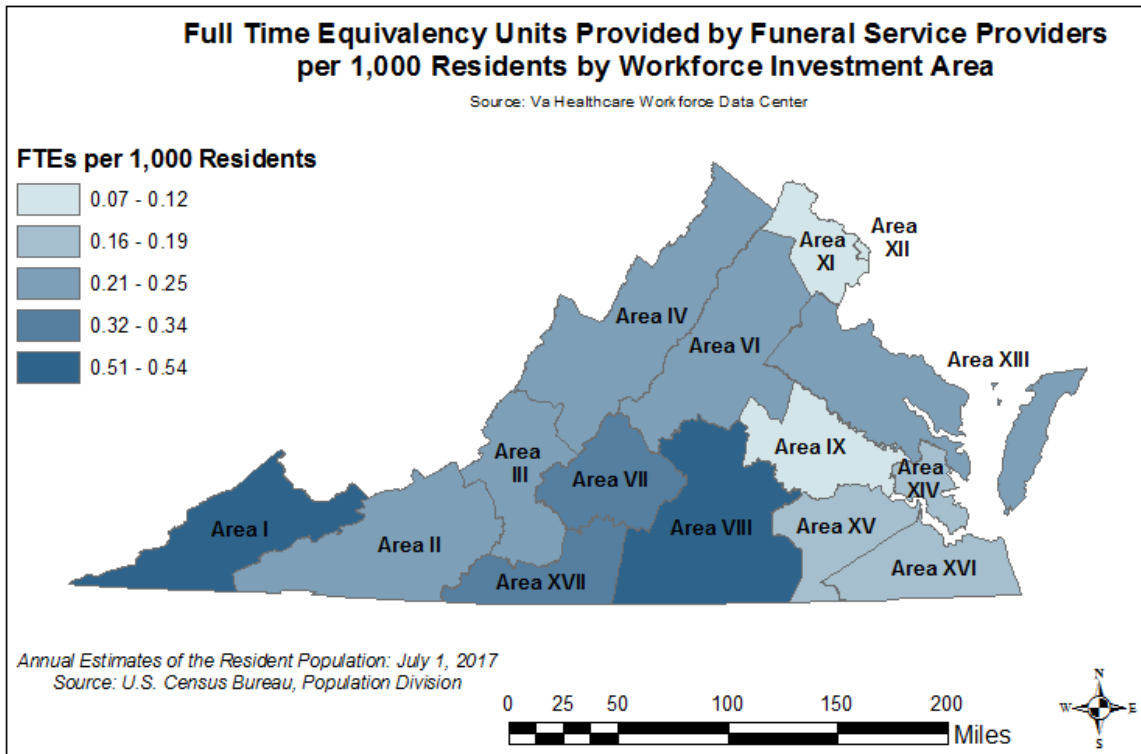 Full Time Equivalency Units Provided by Funeral Service Providers
per 1,000 Residents by Workforce Investment Area
Source: Va Healthcare Workforce Data Center
FTEs per 1,000 Residents
0.07 - 0.12
0.16 - 0.19
0.21 - 0.25
0.32 - 0.34
0.51 - 0.54
Area
XI
Area
XII
Area IV
Area VI
Area XIII
Area
III
Area VII
Area IX
Area
XIV
Area I
Area II
Area VIII
Area XV
Area XVII
Area XVI
Annual Estimates of the Resident Population: July 1, 2017
Source: U.S. Census Bureau, Population Division
0 25 50 100 150 200
Miles
N
W E
S